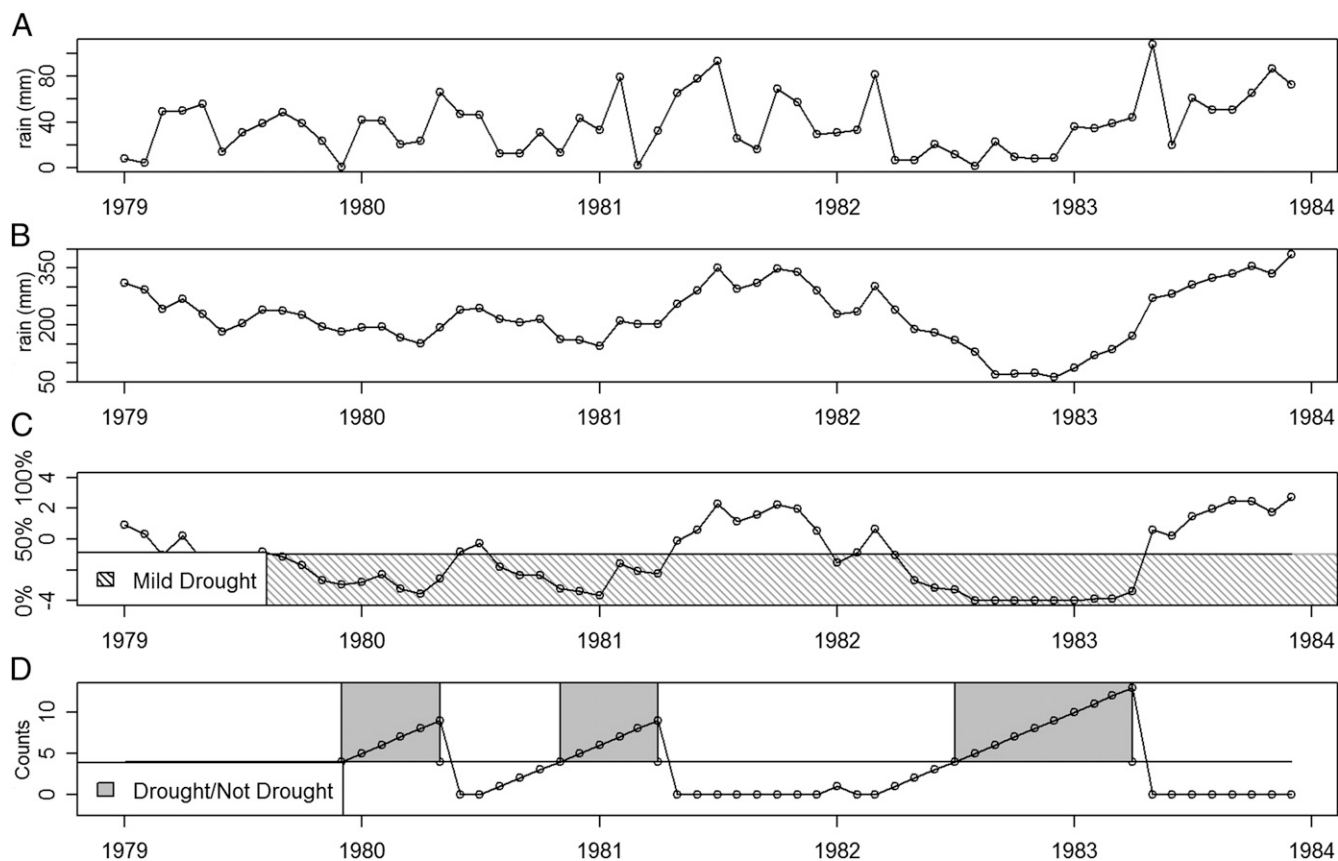 A
rain (mm)
0 40 80
1979 1980 1981 1982 1983 1984
B
rain (mm)
50 200 350
1979 1980 1981 1982 1983 1984
C
0% 50% 100%
-4 0 2 4
Mild Drought
1979 1980 1981 1982 1983 1984
D
Counts
0 5 10
Drought/Not Drought
1979 1980 1981 1982 1983 1984